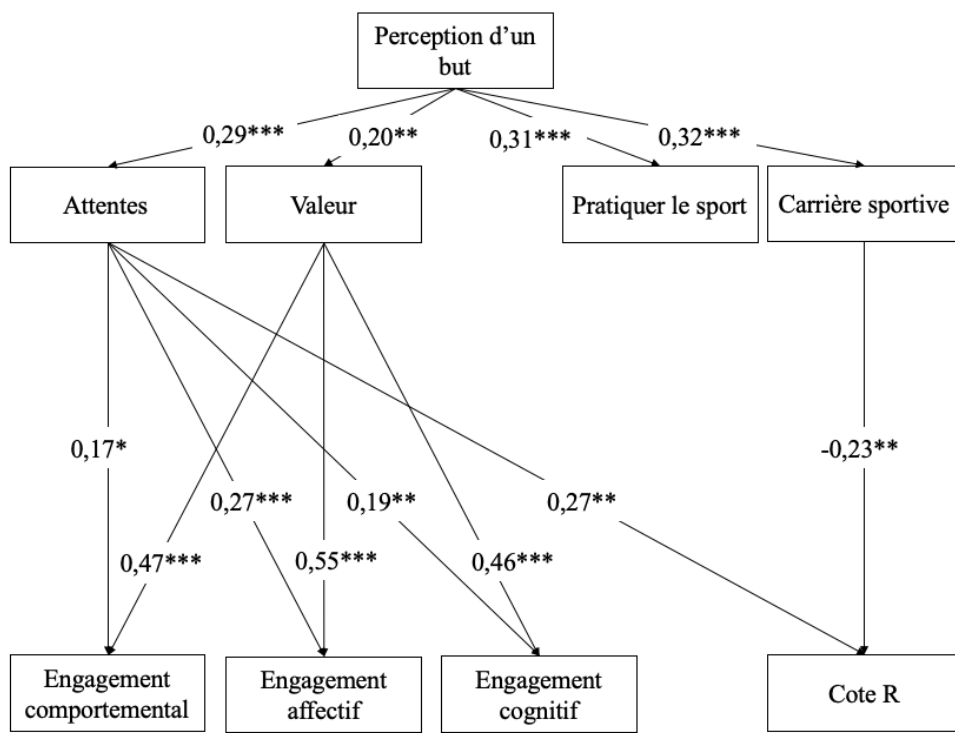 Perception d’un
but
0,29***
0,20**
0,31***
0,32***
Attentes
Valeur
Pratiquer le sport
Carrière sportive
0,17*
-0,23**
0,27***
0,19**
0,27**
0,47***
0,55***
0,46***
Engagement
comportemental
Engagement
affectif
Engagement
cognitif
Cote R